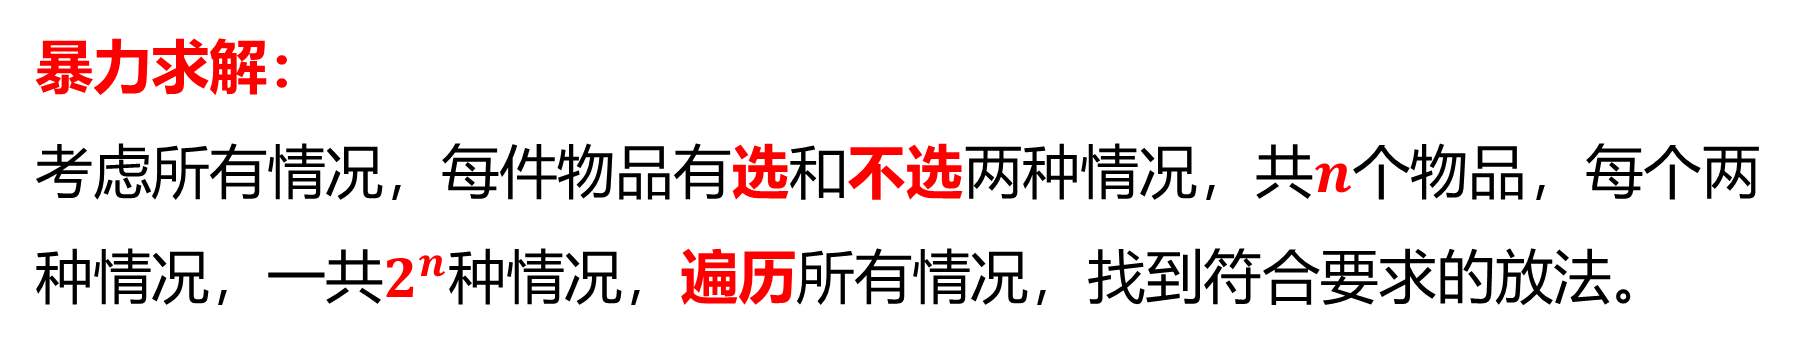 暴力求解：
考虑所有情况，每件物品有选和不选两种情况，共n个物品，每个两
种情况，一共2ⁿ种情况，遍历所有情况，找到符合要求的放法。